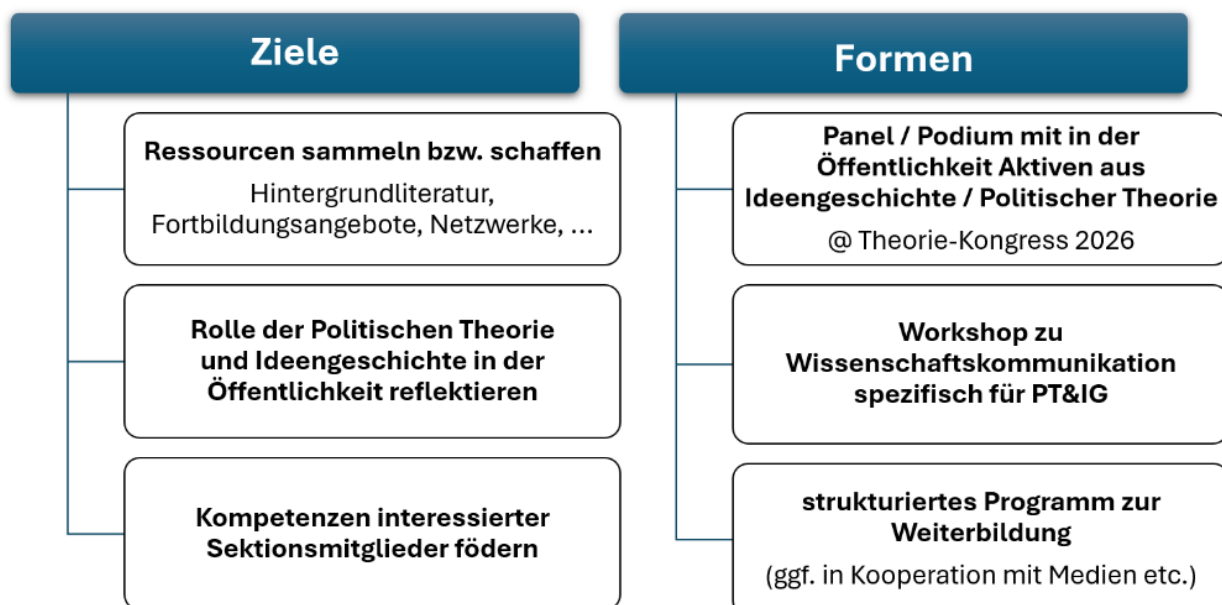 Ziele
Ressourcen sammeln bzw. schaffen
Hintergrundliteratur,
Fortbildungsangebote, Netzwerke, ...
Rolle der Politischen Theorie
und Ideengeschichte in der
Öffentlichkeit reflektieren
Kompetenzen interessierter
Sektionsmitglieder födern
Formen
Panel / Podium mit in der
Öffentlichkeit Aktiven aus
Ideengeschichte / Politischer Theorie
@ Theorie-Kongress 2026
Workshop zu
Wissenschaftskommunikation
spezifisch für PT&IG
strukturiertes Programm zur
Weiterbildung
(ggf. in Kooperation mit Medien etc.)